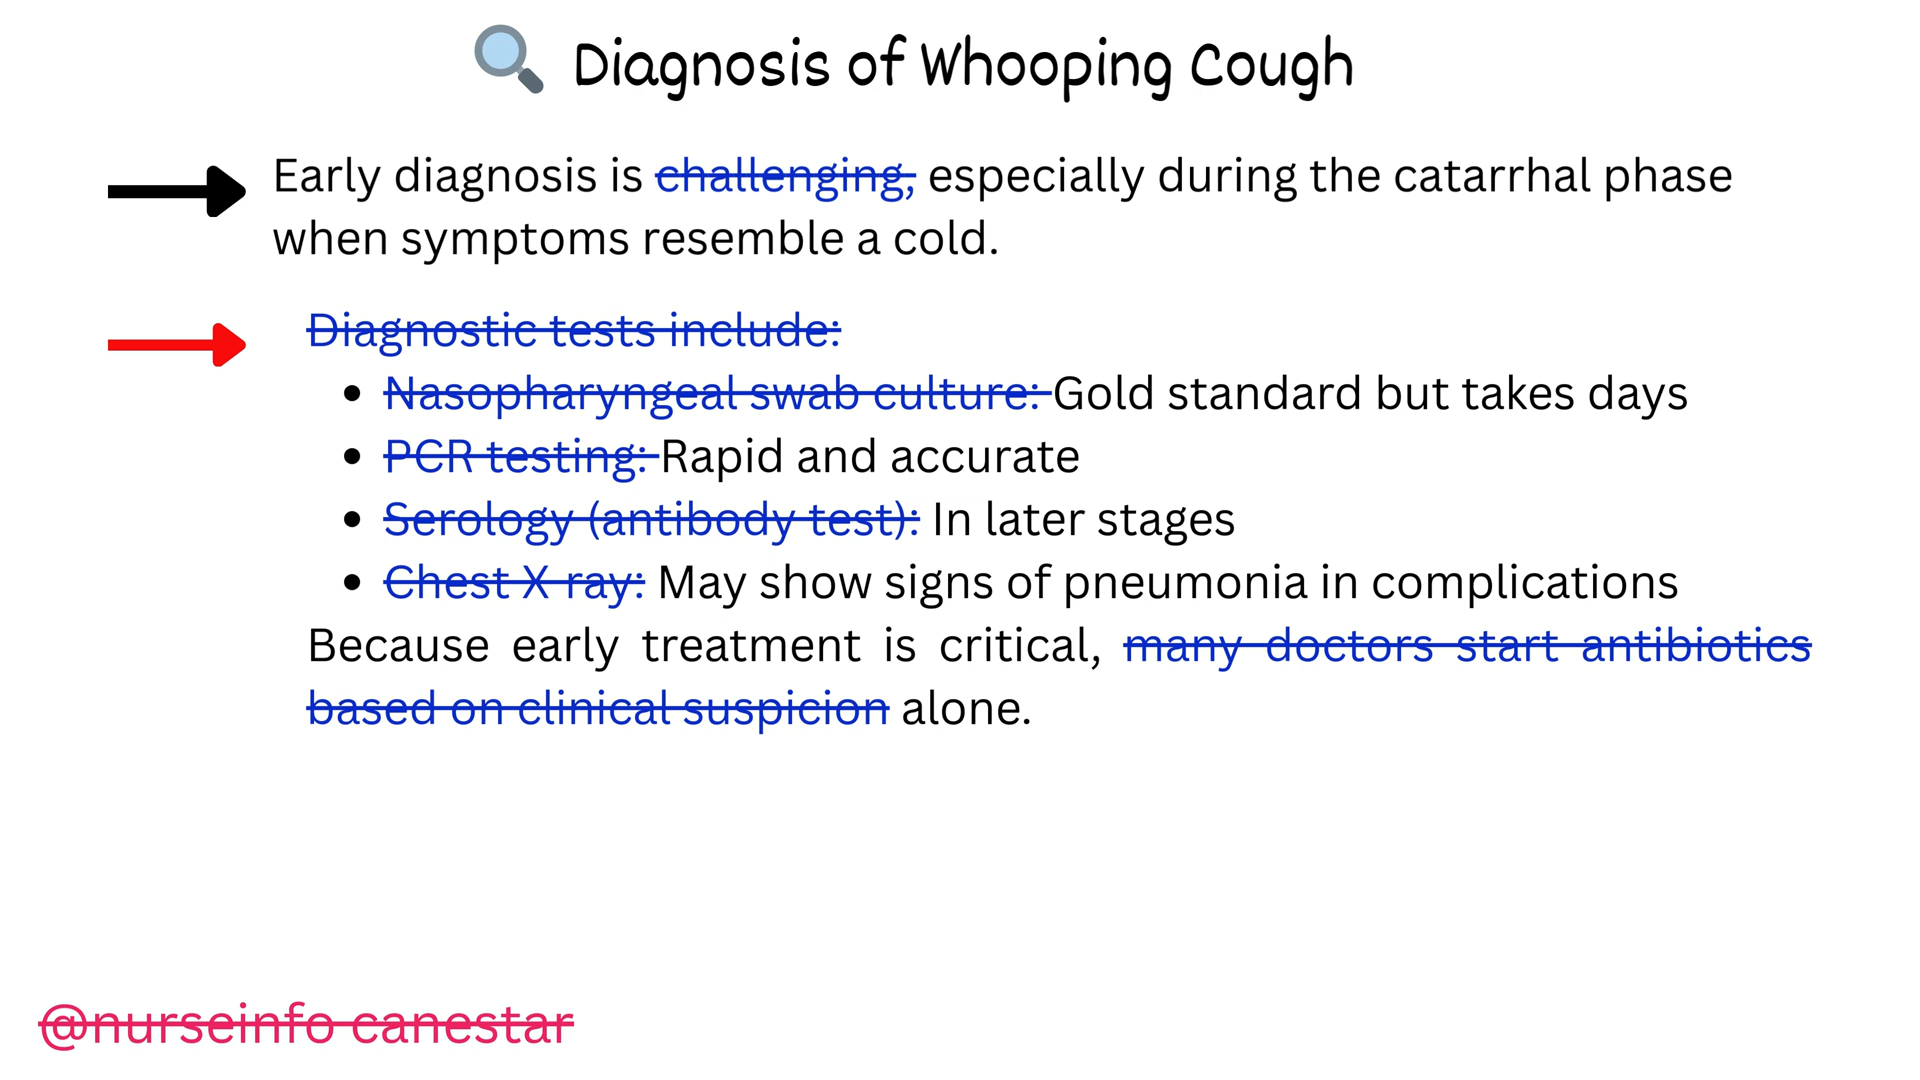 Diagnosis of Whooping Cough
Early diagnosis is challenging, especially during the catarrhal phase
when symptoms resemble a cold.
Diagnostic tests include:
• Nasopharyngeal swab culture: Gold standard but takes days
• PCR testing: Rapid and accurate
• Serology (antibody test): In later stages
• Chest X ray: May show signs of pneumonia in complications
Because early treatment is critical, many doctors start antibiotics
based on clinical suspicion alone.
@nurseinfo canestar